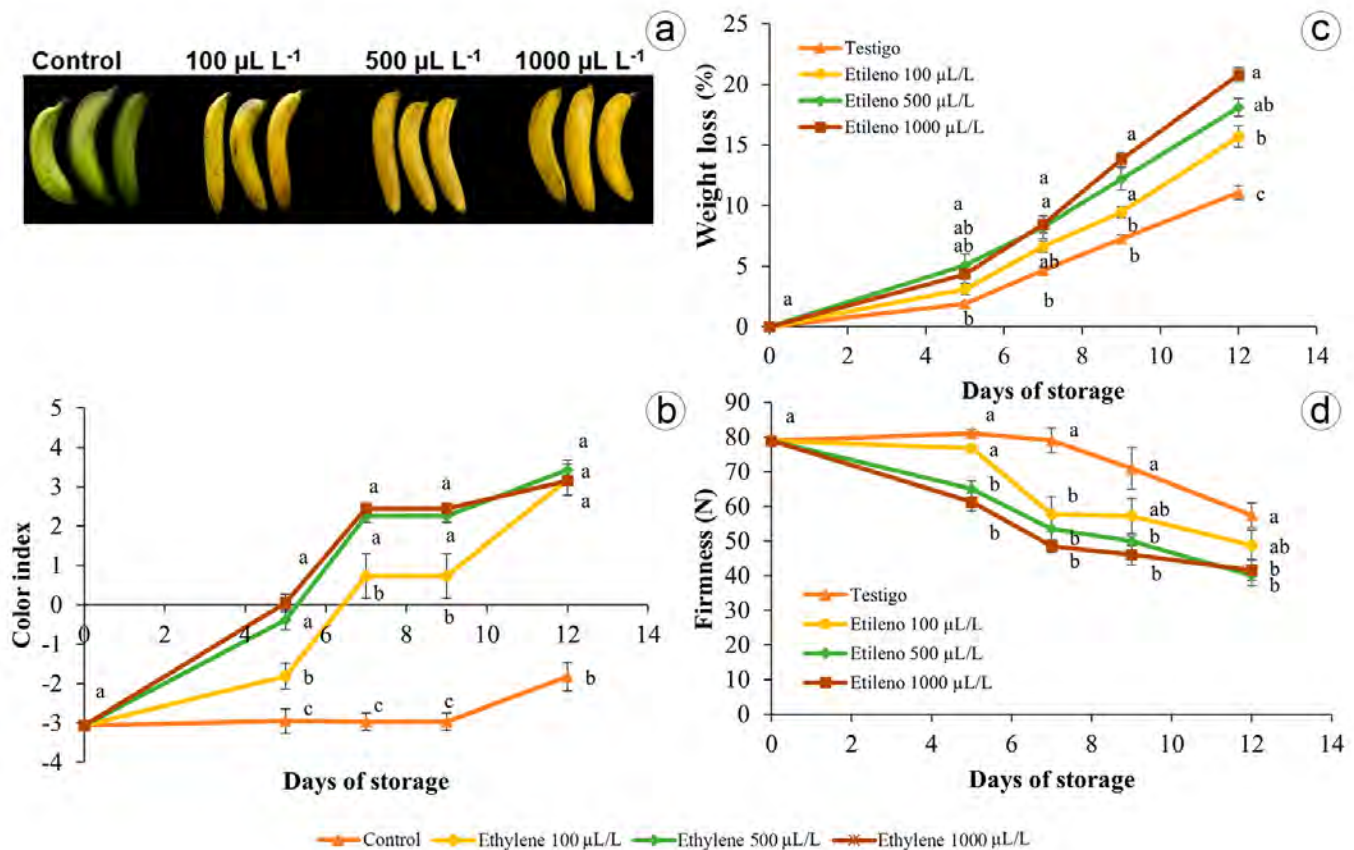 a
Control 100 µL L-1 500 µL L-1 1000 µL L-1
c
Weight loss (%)
25
20
15
10
5
0
Testigo
Etileno 100 µL/L
Etileno 500 µL/L
Etileno 1000 µL/L
a
a
ab
ab
b
a
a
ab
b
a
a
b
b
a
ab
b
c
0 2 4 6 8 10 12 14
Days of storage
b
Color index
5
4
3
2
1
0
-1
-2
-3
-4
0 2 4 6 8 10 12 14
a
a
a
b
c
a
a
b
c
a
a
b
c
a
a
a
b
Days of storage
d
Firmness (N)
90
80
70
60
50
40
30
20
10
0
a
a
a
b
b
a
b
b
b
a
ab
b
b
a
ab
b
b
Testigo
Etileno 100 µL/L
Etileno 500 µL/L
Etileno 1000 µL/L
0 2 4 6 8 10 12 14
Days of storage
Control Ethylene 100 µL/L Ethylene 500 µL/L Ethylene 1000 µL/L